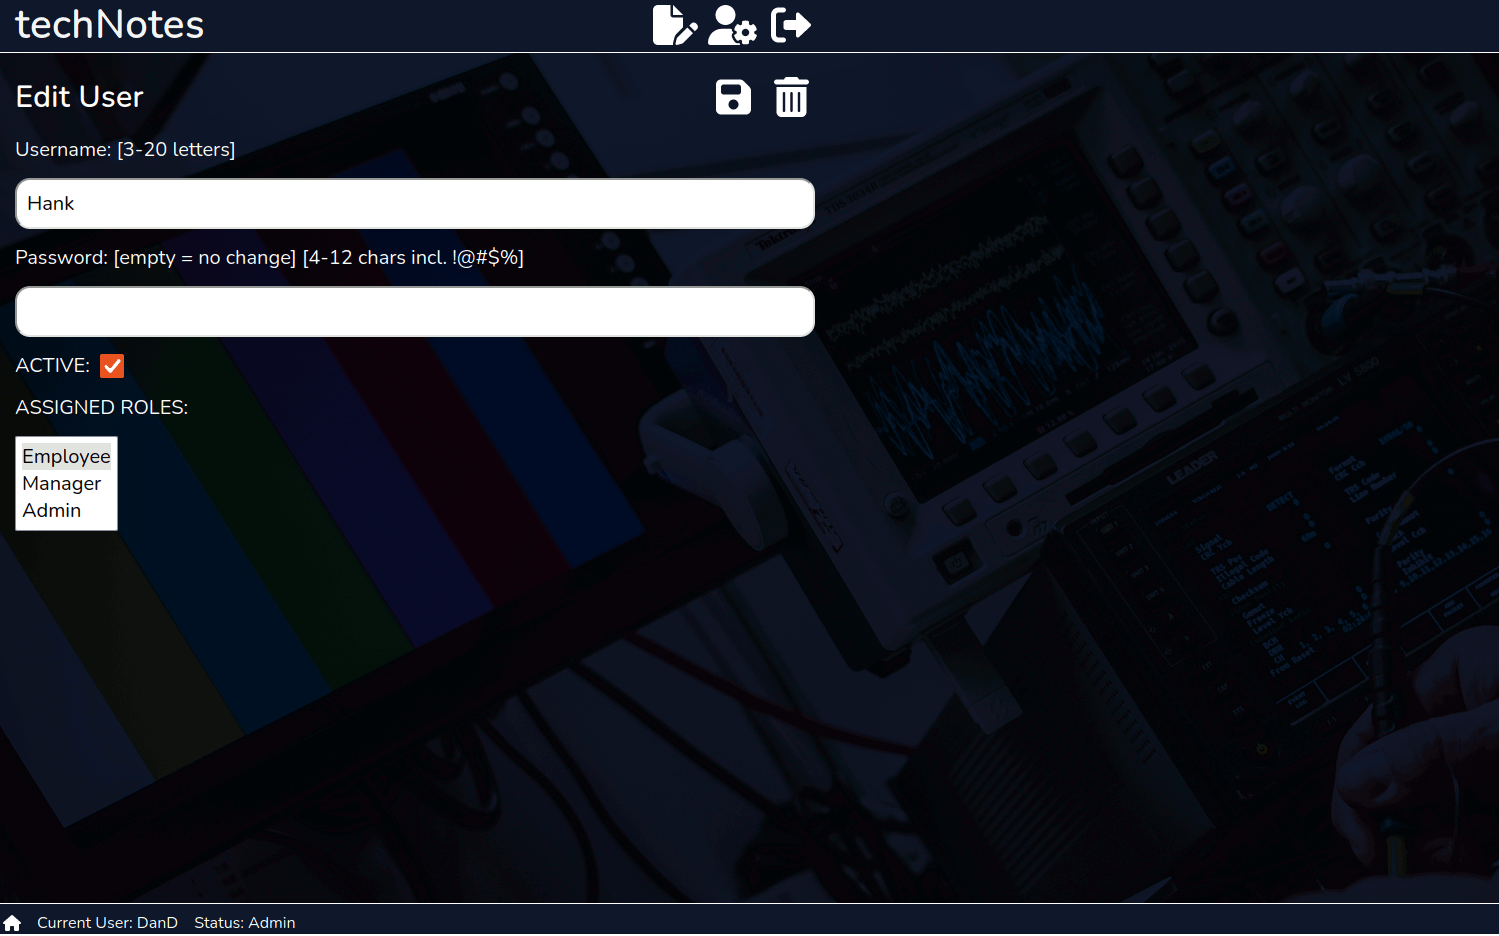 techNotes
Edit User
Username: [3-20 letters]
Hank
Password: [empty = no change] [4-12 chars incl. !@#$%]
ACTIVE:
ASSIGNED ROLES:
Employee
Manager
Admin
LEADER
Current User: DanD Status: Admin